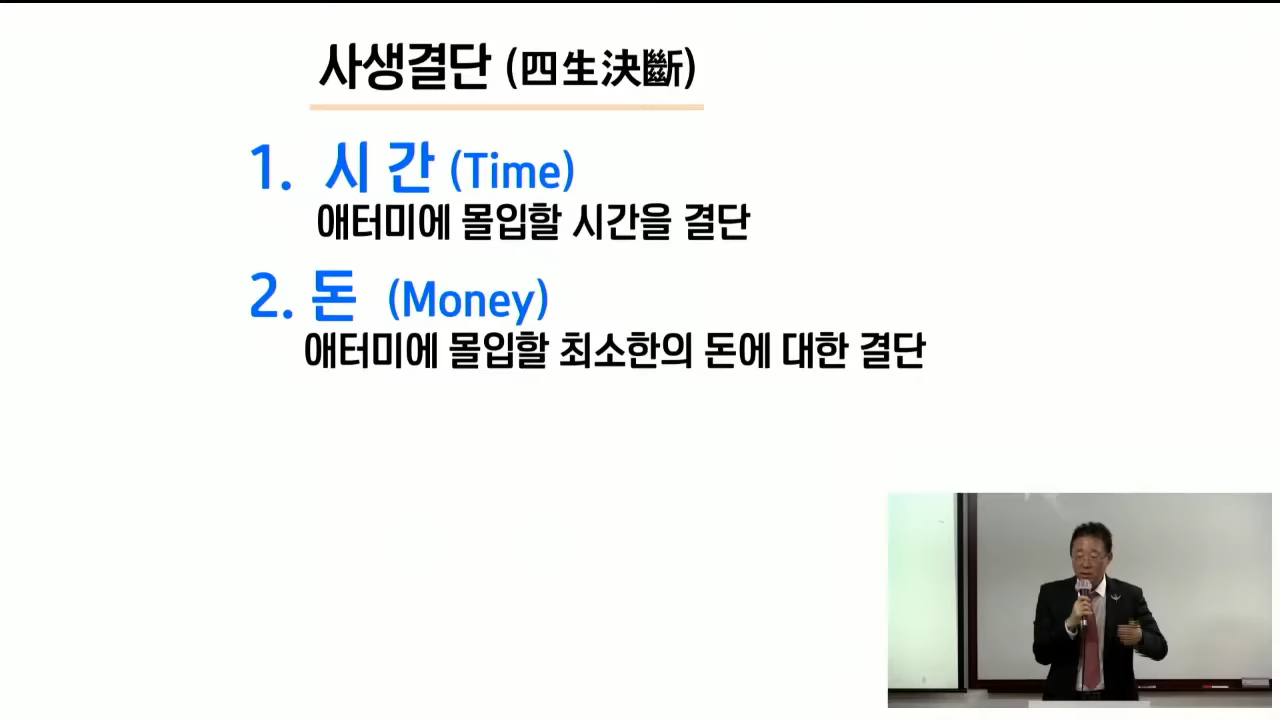 사생결단 (四生決斷)
1. 시 간 (Time)
애터미에 몰입할 시간을 결단
2. 돈 (Money)
애터미에 몰입할 최소한의 돈에 대한 결단